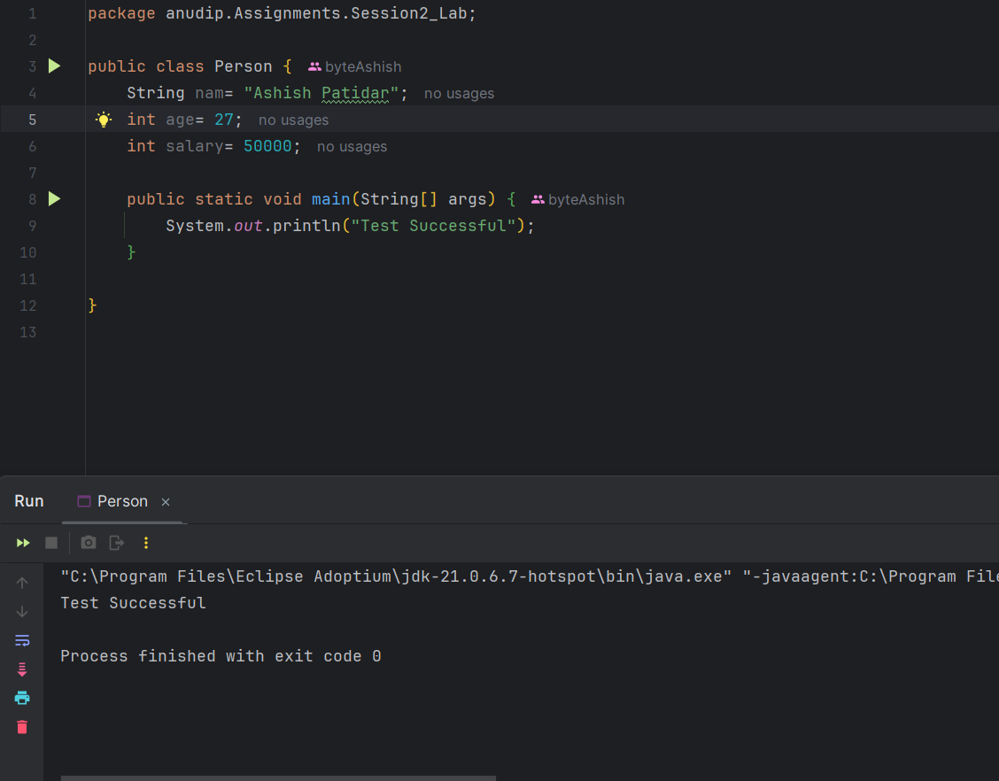 1 package anudip.Assignments.Session2_Lab;
2
3 public class Person { byteAshish
4 String nam= "Ashish Patidar"; no usages
5 int age= 27; no usages
6 int salary= 50000; no usages
7
8 public static void main(String[] args) { byteAshish
9 System.out.println("Test Successful");
10 }
11
12 }
13
Run Person ×
"C:\Program Files\Eclipse Adoptium\jdk-21.0.6.7-hotspot\bin\java.exe" "-javaagent:C:\Program File
Test Successful
Process finished with exit code 0